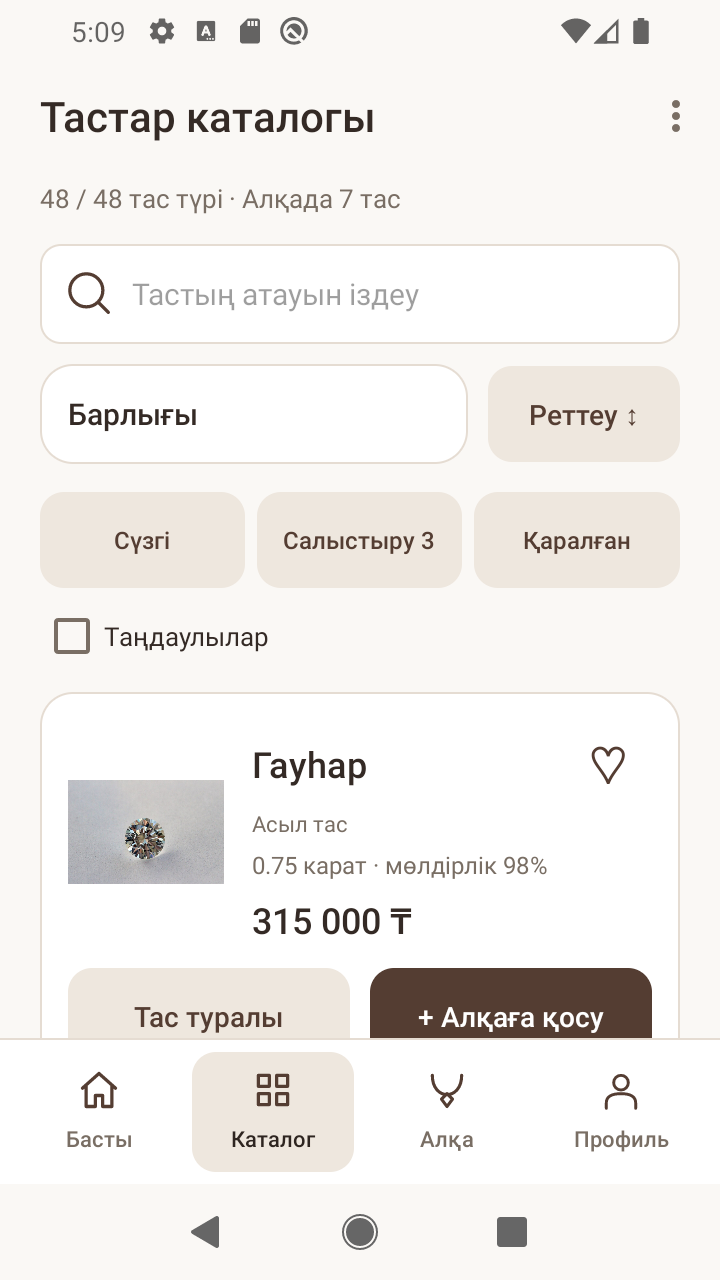 5:09
Тастар каталогы
48 / 48 тас түрі · Алқада 7 тас
Тастың атауын іздеу
Барлығы
Реттеу ↕
Сүзгі
Салыстыру 3
Қаралған
Таңдаулылар
Гауһар
Асыл тас
0.75 карат · мөлдірлік 98%
315 000 ₸
Тас туралы
+ Алқаға қосу
Басты
Каталог
Алқа
Профиль